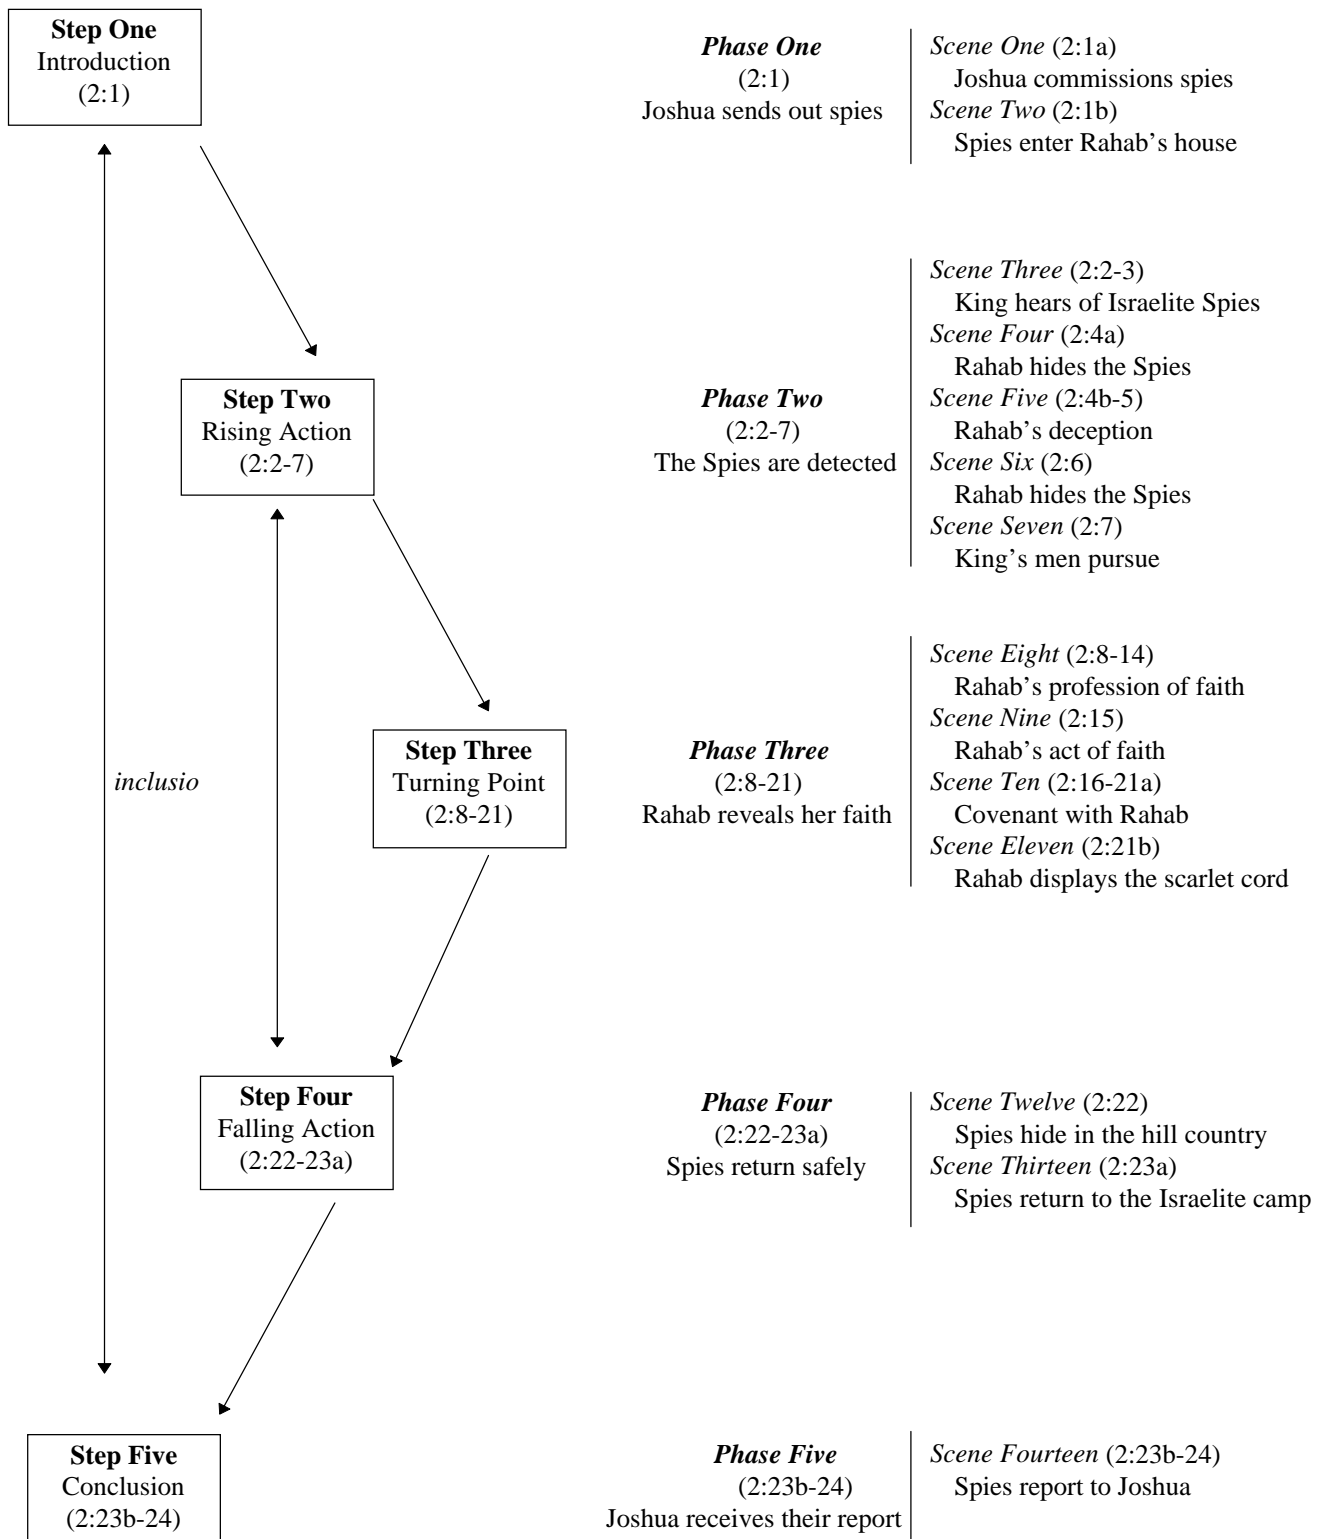 Step One
Introduction
(2:1)
Phase One
(2:1)
Joshua sends out spies
Scene One (2:1a)
Joshua commissions spies
Scene Two (2:1b)
Spies enter Rahab’s house
Step Two
Rising Action
(2:2-7)
Phase Two
(2:2-7)
The Spies are detected
Scene Three (2:2-3)
King hears of Israelite Spies
Scene Four (2:4a)
Rahab hides the Spies
Scene Five (2:4b-5)
Rahab’s deception
Scene Six (2:6)
Rahab hides the Spies
Scene Seven (2:7)
King’s men pursue
inclusio
Step Three
Turning Point
(2:8-21)
Phase Three
(2:8-21)
Rahab reveals her faith
Scene Eight (2:8-14)
Rahab’s profession of faith
Scene Nine (2:15)
Rahab’s act of faith
Scene Ten (2:16-21a)
Covenant with Rahab
Scene Eleven (2:21b)
Rahab displays the scarlet cord
Step Four
Falling Action
(2:22-23a)
Phase Four
(2:22-23a)
Spies return safely
Scene Twelve (2:22)
Spies hide in the hill country
Scene Thirteen (2:23a)
Spies return to the Israelite camp
Step Five
Conclusion
(2:23b-24)
Phase Five
(2:23b-24)
Joshua receives their report
Scene Fourteen (2:23b-24)
Spies report to Joshua